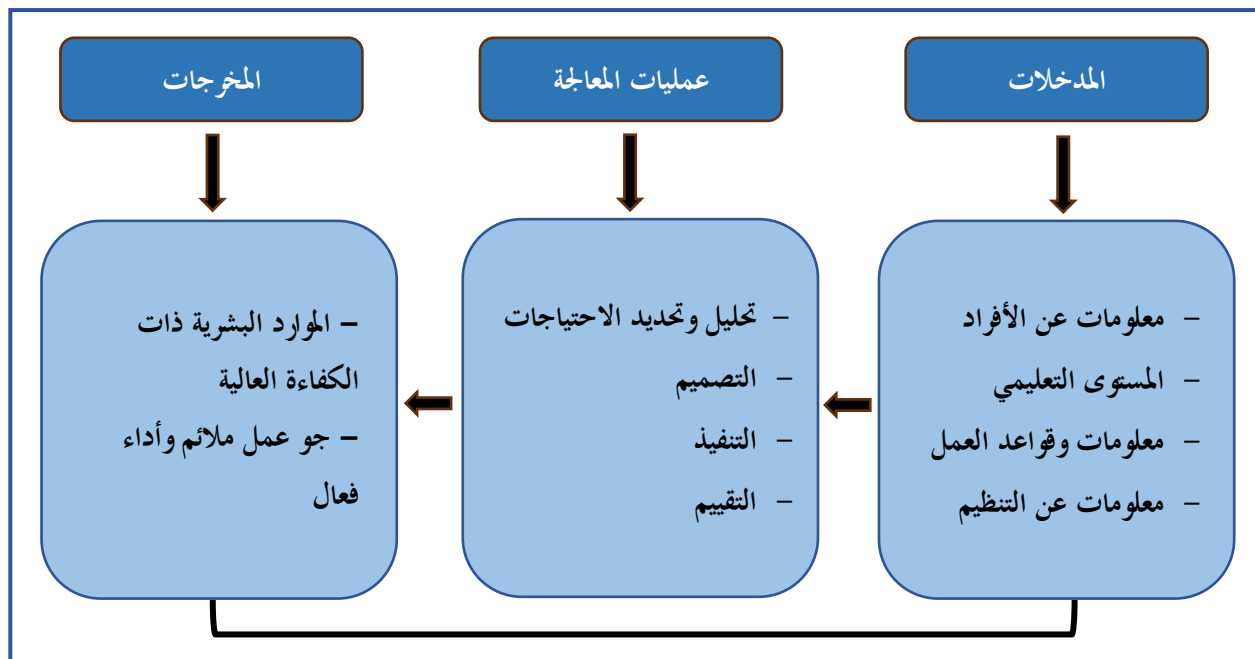 المدخلات
عمليات المعالجة
المخرجات
– معلومات عن الأفراد
– المستوى التعليمي
– معلومات وقواعد العمل
– معلومات عن التنظيم
– تحليل وتحديد الاحتياجات
– التصميم
– التنفيذ
– التقييم
– الموارد البشرية ذات
الكفاءة العالية
– جو عمل ملائم وأداء
فعال